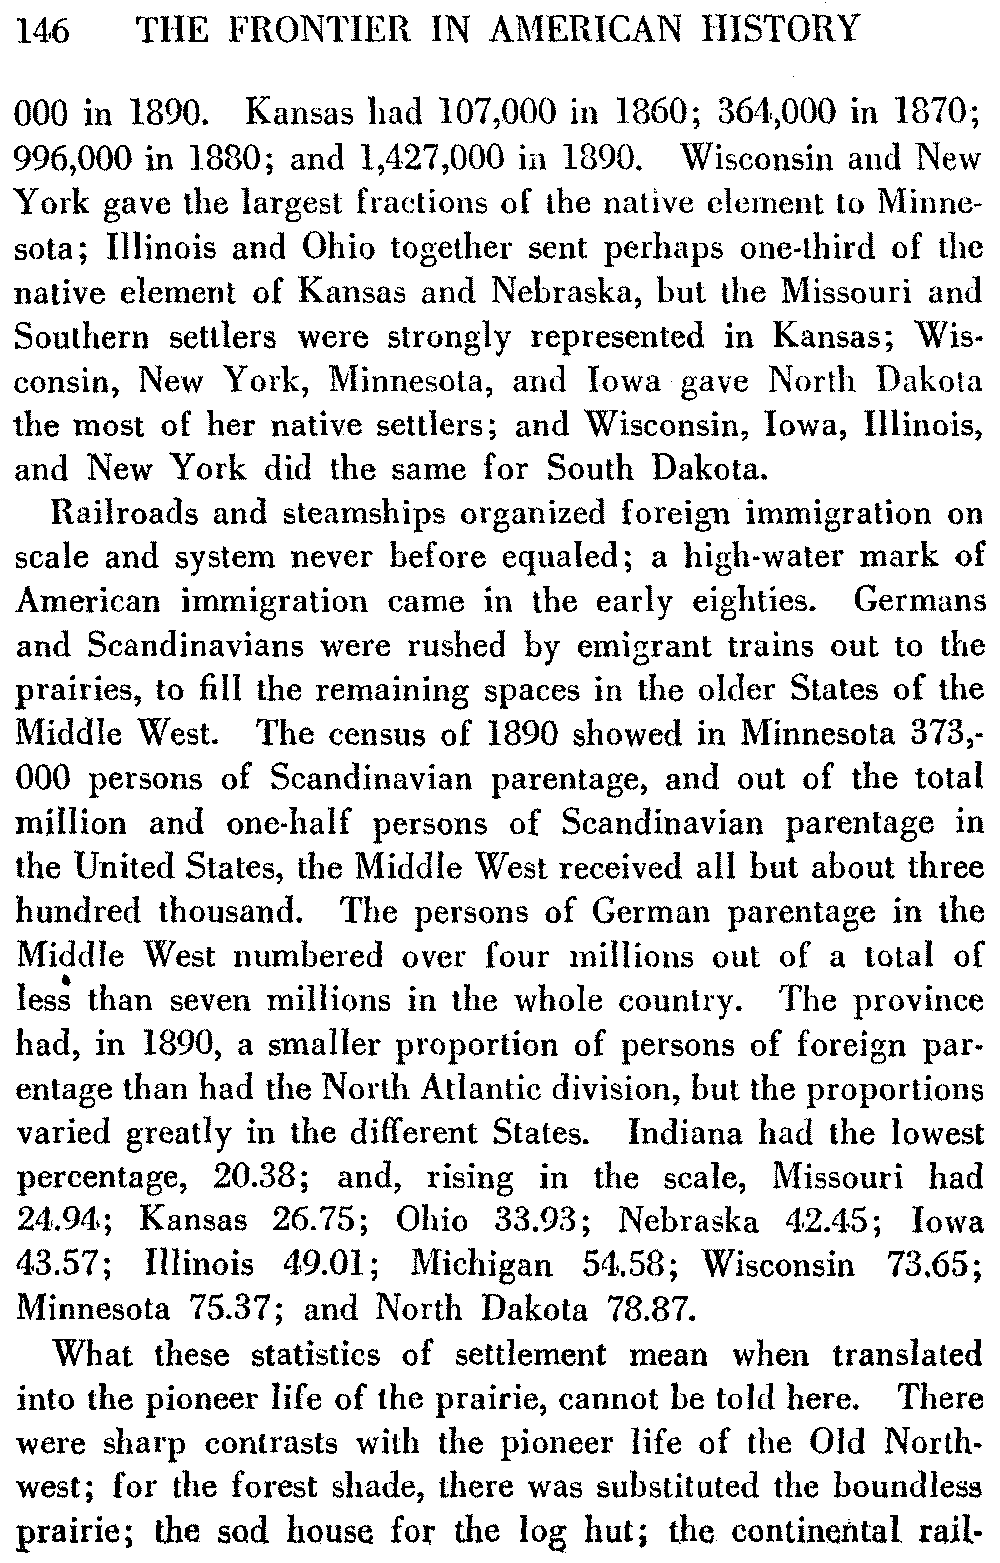 146 THE FRONTIER IN AMERICAN HISTORY
000 in 1890. Kansas had 107,000 in 1860; 364,000 in 1870;
996,000 in 1880; and 1,427,000 in 1890. Wisconsin and New
York gave the largest fractions of the native element to Minne-
sota; Illinois and Ohio together sent perhaps one-third of the
native element of Kansas and Nebraska, but the Missouri and
Southern settlers were strongly represented in Kansas; Wis-
consin, New York, Minnesota, and Iowa gave North Dakota
the most of her native settlers; and Wisconsin, Iowa, Illinois,
and New York did the same for South Dakota.
Railroads and steamships organized foreign immigration on
scale and system never before equaled; a high-water mark of
American immigration came in the early eighties. Germans
and Scandinavians were rushed by emigrant trains out to the
prairies, to fill the remaining spaces in the older States of the
Middle West. The census of 1890 showed in Minnesota 373,-
000 persons of Scandinavian parentage, and out of the total
million and one-half persons of Scandinavian parentage in
the United States, the Middle West received all but about three
hundred thousand. The persons of German parentage in the
Middle West numbered over four millions out of a total of
less than seven millions in the whole country. The province
had, in 1890, a smaller proportion of persons of foreign par-
entage than had the North Atlantic division, but the proportions
varied greatly in the different States. Indiana had the lowest
percentage, 20.38; and, rising in the scale, Missouri had
24.94; Kansas 26.75; Ohio 33.93; Nebraska 42.45; Iowa
43.57; Illinois 49.01; Michigan 54.58; Wisconsin 73.65;
Minnesota 75.37; and North Dakota 78.87.
What these statistics of settlement mean when translated
into the pioneer life of the prairie, cannot be told here. There
were sharp contrasts with the pioneer life of the Old North-
west; for the forest shade, there was substituted the boundless
prairie; the sod house for the log hut; the continental rail-